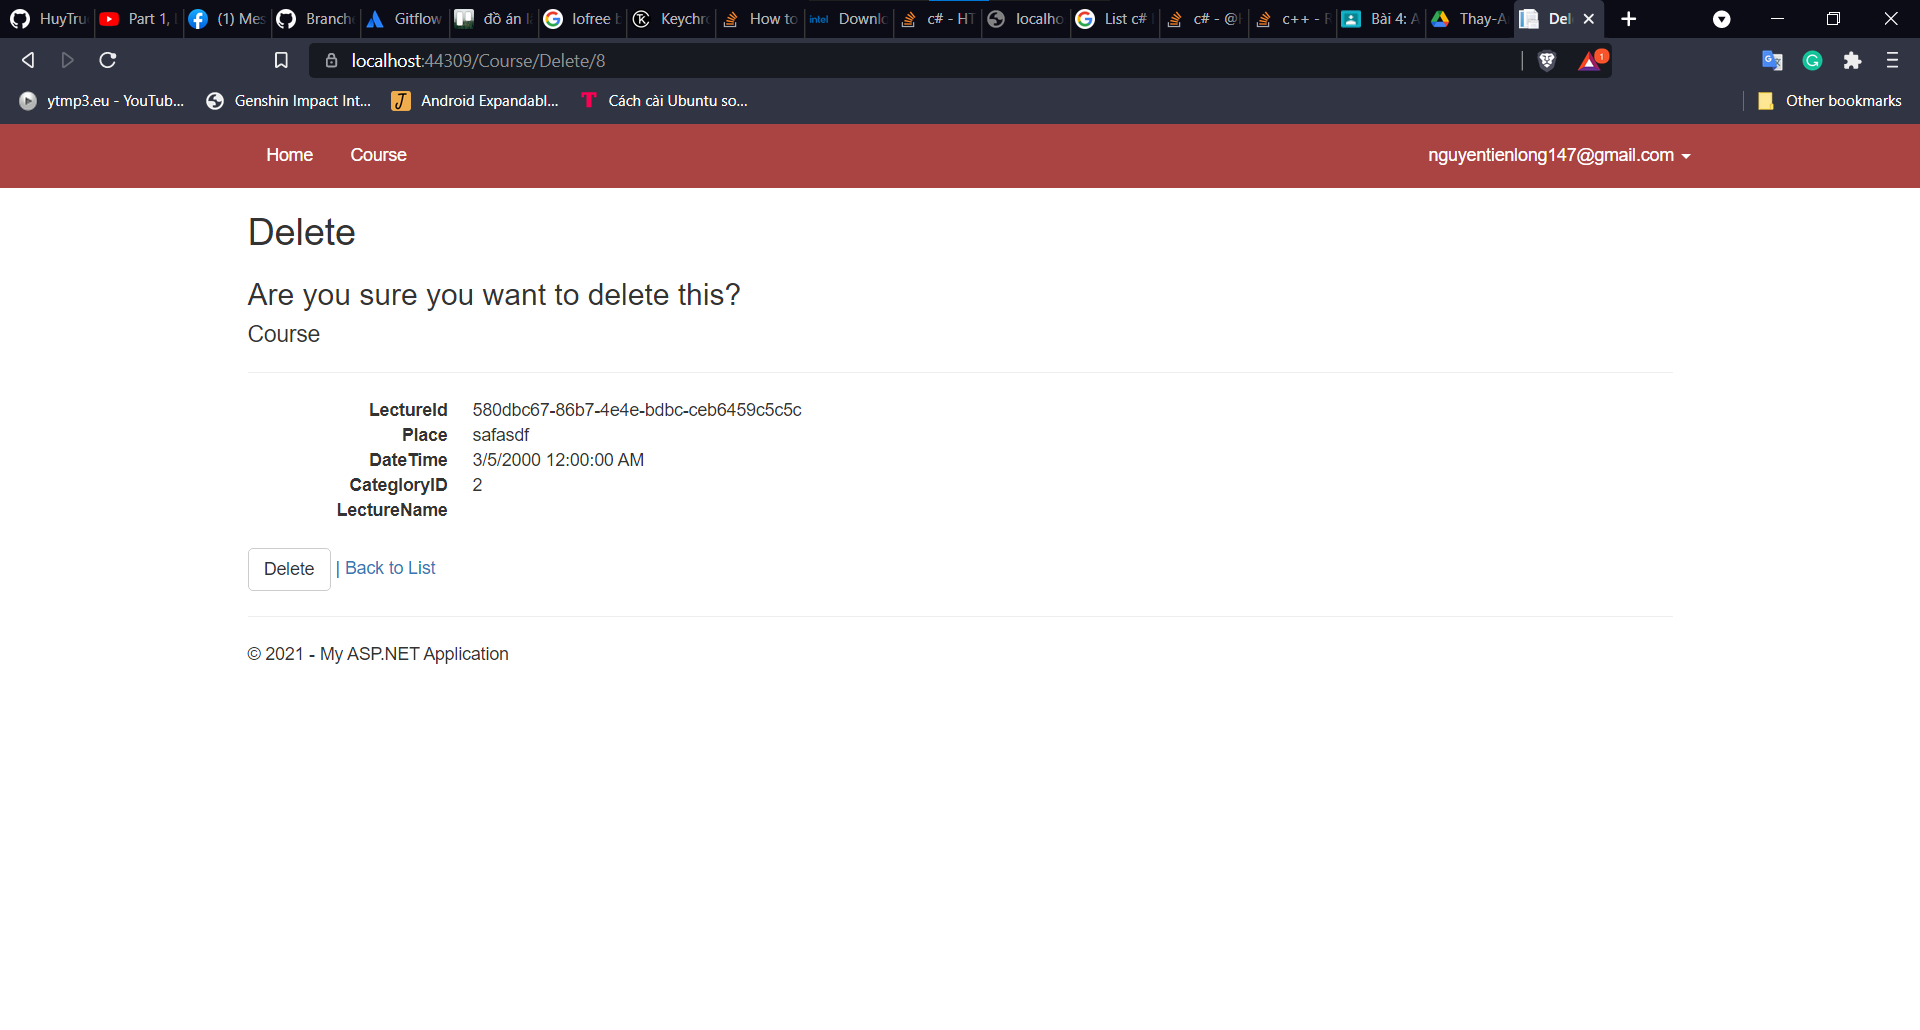 HuyTru Part 1, (1) Mes Branch Gitflow đồ án lofree Keychr How to intel Downlo c# - HT localho List c# c# - @ c++ - Bài 4: Thay-A Del
localhost:44309/Course/Delete/8 1
ytmp3.eu - YouTub... Genshin Impact Int... Android Expandabl... Cách cài Ubuntu so... Other bookmarks
Home Course nguyentienlong147@gmail.com
Delete
Are you sure you want to delete this?
Course
LectureId 580dbc67-86b7-4e4e-bdbc-ceb6459c5c5c
Place safasdf
DateTime 3/5/2000 12:00:00 AM
CategloryID 2
LectureName
Delete | Back to List
© 2021 - My ASP.NET Application